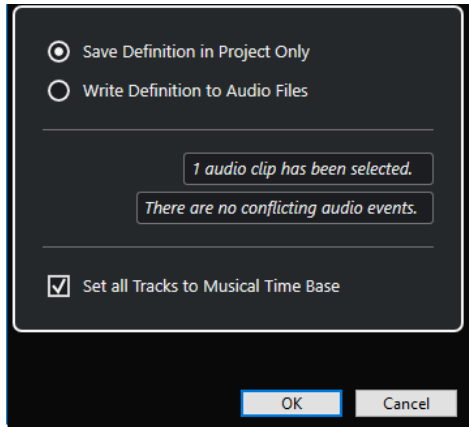 Save Definition in Project Only
Write Definition to Audio Files
1 audio clip has been selected.
There are no conflicting audio events.
Set all Tracks to Musical Time Base
OK
Cancel